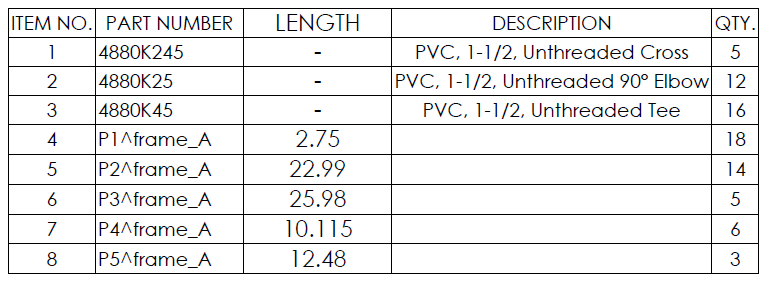 ITEM NO. PART NUMBER LENGTH DESCRIPTION QTY.
1 4880K245 - PVC, 1-1/2, Unthreaded Cross 5
2 4880K25 - PVC, 1-1/2, Unthreaded 90° Elbow 12
3 4880K45 - PVC, 1-1/2, Unthreaded Tee 16
4 P1^frame_A 2.75 18
5 P2^frame_A 22.99 14
6 P3^frame_A 25.98 5
7 P4^frame_A 10.115 6
8 P5^frame_A 12.48 3